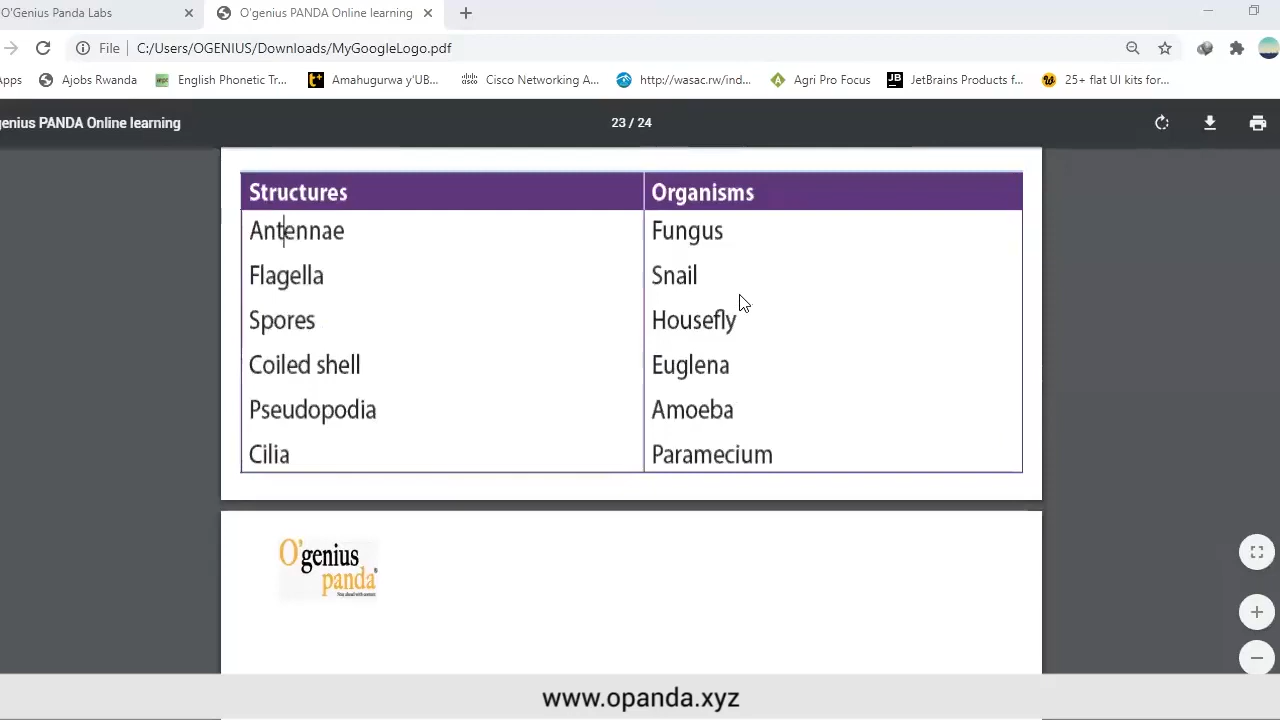 O'Genius Panda Labs
O'genius PANDA Online learning
File
C:/Users/OGENIUS/Downloads/MyGoogleLogo.pdf
pps
Ajobs Rwanda
English Phonetic Tr...
Amahugurwa y'UB...
Cisco Networking A...
http://wasac.rw/ind...
Agri Pro Focus
JetBrains Products f...
25+ flat UI kits for...
genius PANDA Online learning
23 / 24
Structures
Organisms
Antennae
Fungus
Flagella
Snail
Spores
Housefly
Coiled shell
Euglena
Pseudopodia
Amoeba
Cilia
Paramecium
O'genius
panda
www.opanda.xyz